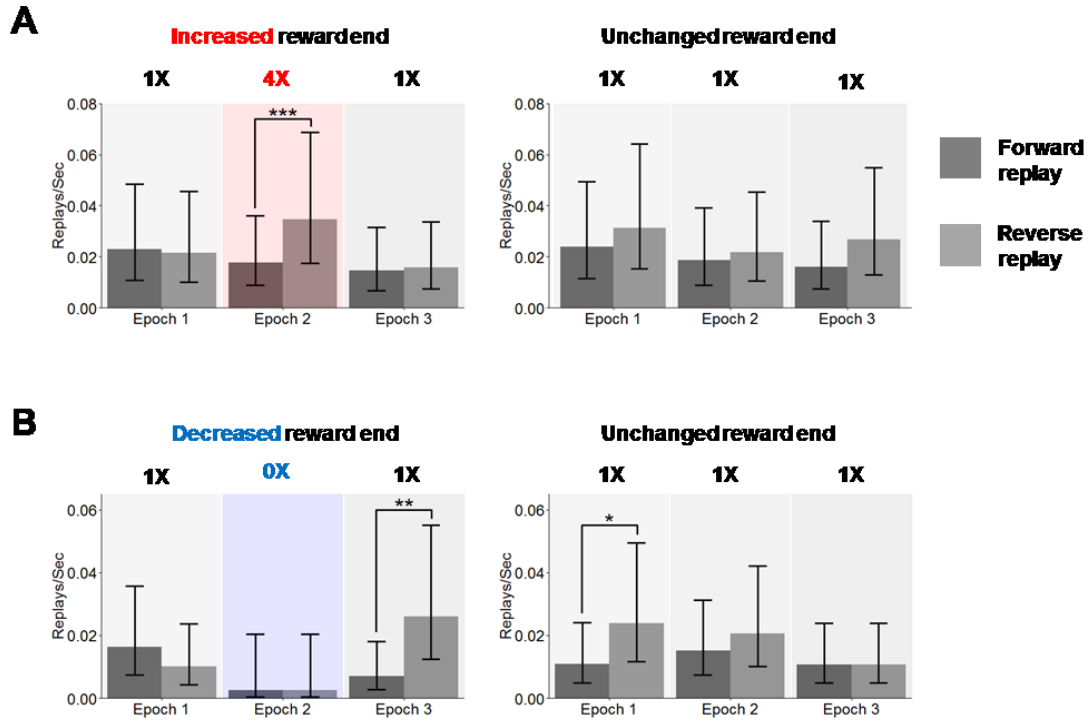 A
Increased reward end
Unchanged reward end
1X 4X 1X
1X 1X 1X
0.08
0.06
0.04
0.02
0.00
Replays/Sec
***
Epoch 1 Epoch 2 Epoch 3
0.08
0.06
0.04
0.02
0.00
Replays/Sec
Epoch 1 Epoch 2 Epoch 3
Forward
replay
Reverse
replay
B
Decreased reward end
Unchanged reward end
1X 0X 1X
1X 1X 1X
0.06
0.04
0.02
0.00
Replays/Sec
**
Epoch 1 Epoch 2 Epoch 3
0.06
0.04
0.02
0.00
Replays/Sec
*
Epoch 1 Epoch 2 Epoch 3